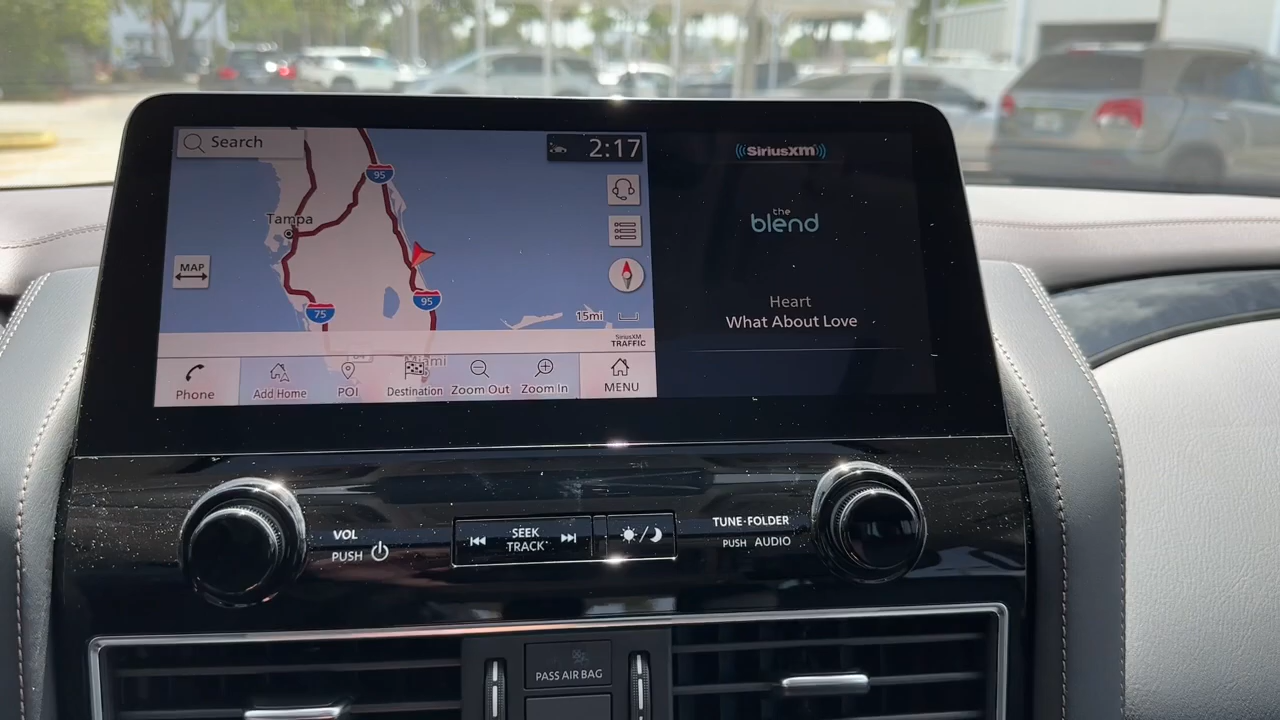 Search
2:17
95
Tampa
MAP
95
75
15mi
SiriusXM
TRAFFIC
Phone
Add Home
POI
Destination
Zoom Out
Zoom In
MENU
SiriusXM
the
blend
Heart
What About Love
VOL
PUSH
SEEK
TRACK
TUNE·FOLDER
PUSH AUDIO
PASS AIR BAG